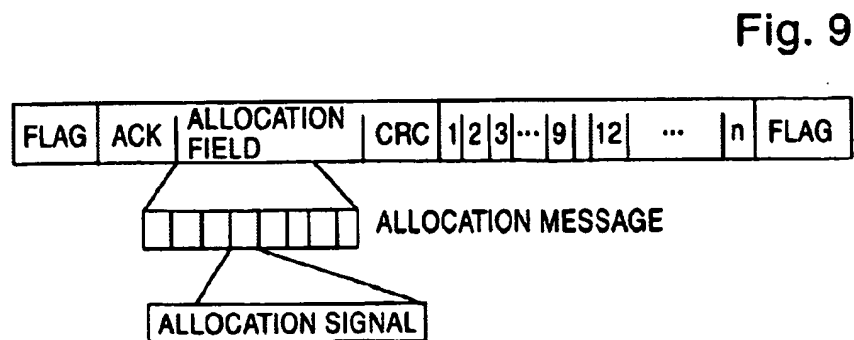 Fig. 9
FLAG ACK ALLOCATION FIELD CRC 1 2 3 ... 9 12 ... n FLAG
ALLOCATION MESSAGE
ALLOCATION SIGNAL